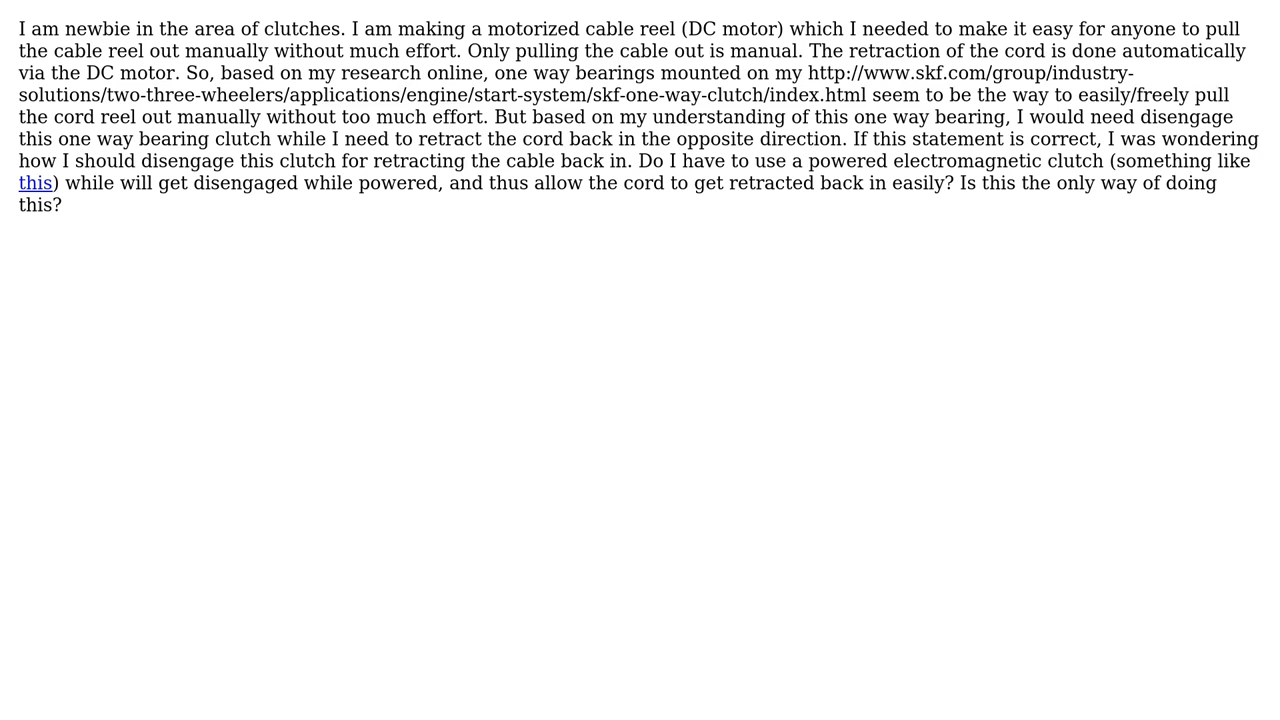 I am newbie in the area of clutches. I am making a motorized cable reel (DC motor) which I needed to make it easy for anyone to pull
the cable reel out manually without much effort. Only pulling the cable out is manual. The retraction of the cord is done automatically
via the DC motor. So, based on my research online, one way bearings mounted on my http://www.skf.com/group/industry-
solutions/two-three-wheelers/applications/engine/start-system/skf-one-way-clutch/index.html seem to be the way to easily/freely pull
the cord reel out manually without too much effort. But based on my understanding of this one way bearing, I would need disengage
this one way bearing clutch while I need to retract the cord back in the opposite direction. If this statement is correct, I was wondering
how I should disengage this clutch for retracting the cable back in. Do I have to use a powered electromagnetic clutch (something like
this) while will get disengaged while powered, and thus allow the cord to get retracted back in easily? Is this the only way of doing
this?